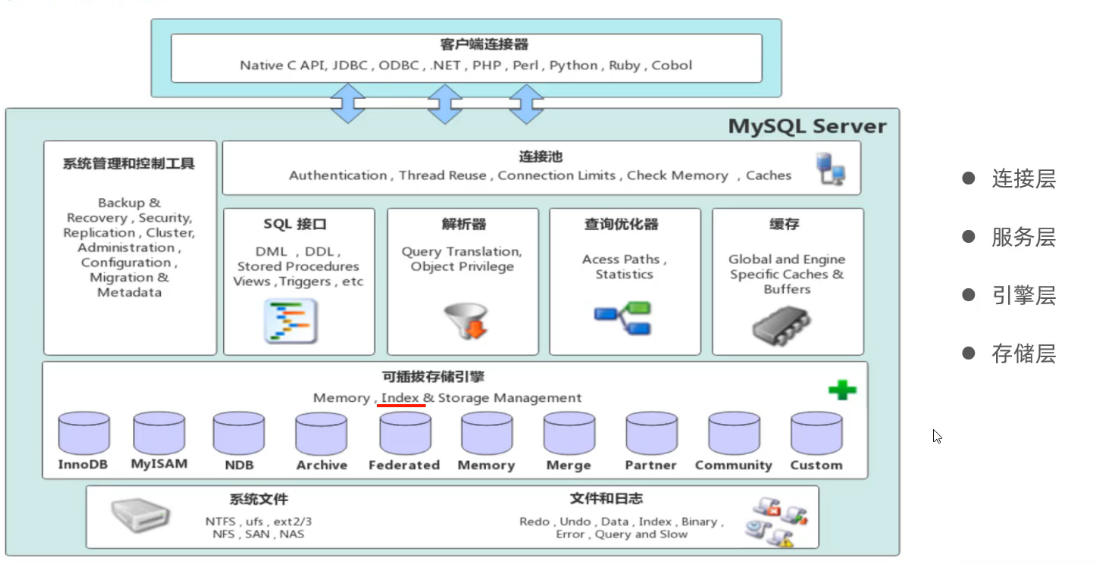 客户端连接器
Native C API, JDBC , ODBC , .NET , PHP , Perl , Python , Ruby , Cobol
MySQL Server
系统管理和控制工具
Backup &
Recovery , Security,
Replication , Cluster,
Administration ,
Configuration ,
Migration &
Metadata
连接池
Authentication , Thread Reuse , Connection Limits , Check Memory , Caches
SQL 接口
DML , DDL ,
Stored Procedures
Views ,Triggers , etc
解析器
Query Translation,
Object Privilege
查询优化器
Acess Paths ,
Statistics
缓存
Global and Engine
Specific Caches &
Buffers
可插拔存储引擎
Memory , Index & Storage Management
InnoDB
MyISAM
NDB
Archive
Federated
Memory
Merge
Partner
Community
Custom
系统文件
NTFS , ufs , ext2/3
NFS , SAN , NAS
文件和日志
Redo , Undo , Data , Index , Binary ,
Error , Query and Slow
● 连接层
● 服务层
● 引擎层
● 存储层